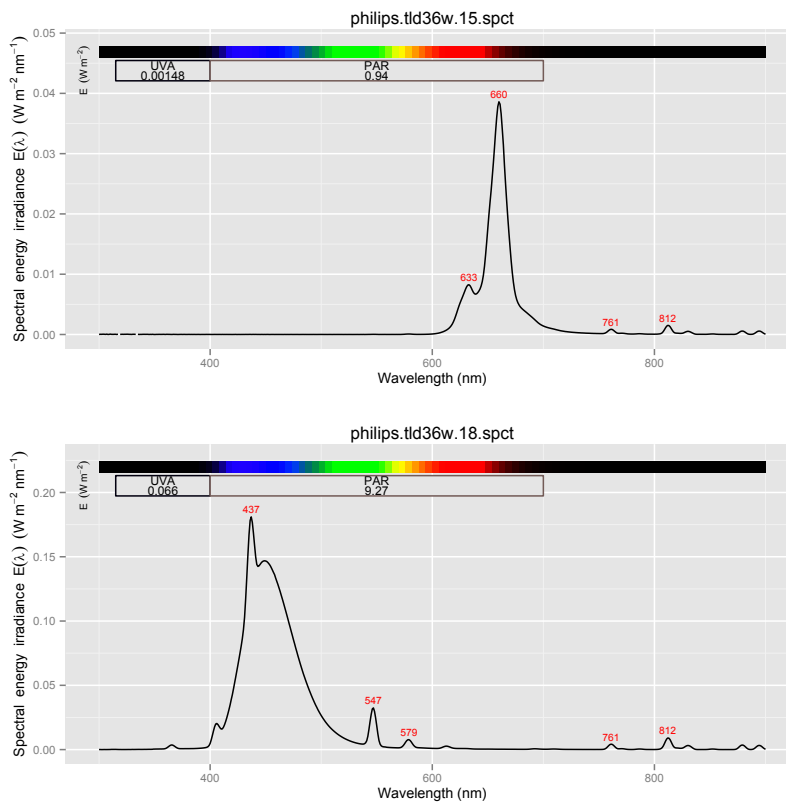 philips.tld36w.15.spct
Spectral energy irradiance E(λ) (W m−2 nm−1)
E (W m−2)
0.05
0.04
0.03
0.02
0.01
0.00
UVA
0.00148
PAR
0.94
660
633
761
812
400
600
800
Wavelength (nm)
philips.tld36w.18.spct
Spectral energy irradiance E(λ) (W m−2 nm−1)
E (W m−2)
0.20
0.15
0.10
0.05
0.00
UVA
0.066
PAR
9.27
437
547
579
761
812
400
600
800
Wavelength (nm)